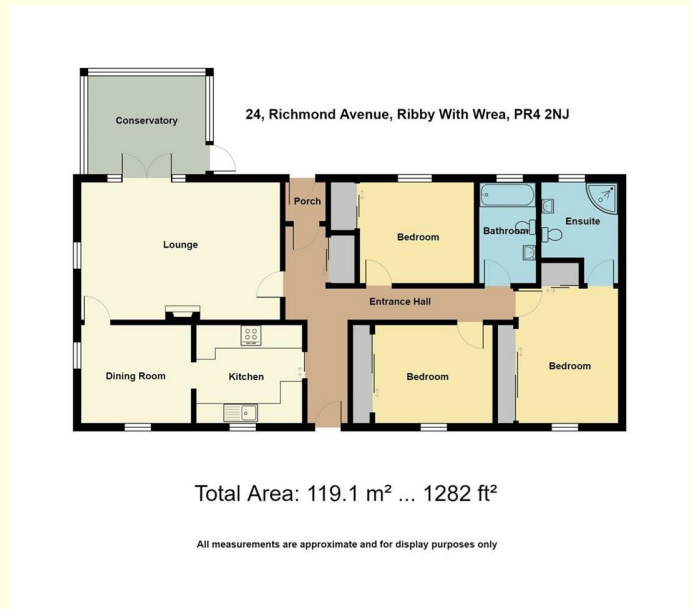 24, Richmond Avenue, Ribby With Wrea, PR4 2NJ
Conservatory
Porch
Lounge
Bedroom
Bathroom
Ensuite
Entrance Hall
Dining Room
Kitchen
Bedroom
Bedroom
Total Area: 119.1 m² ... 1282 ft²
All measurements are approximate and for display purposes only